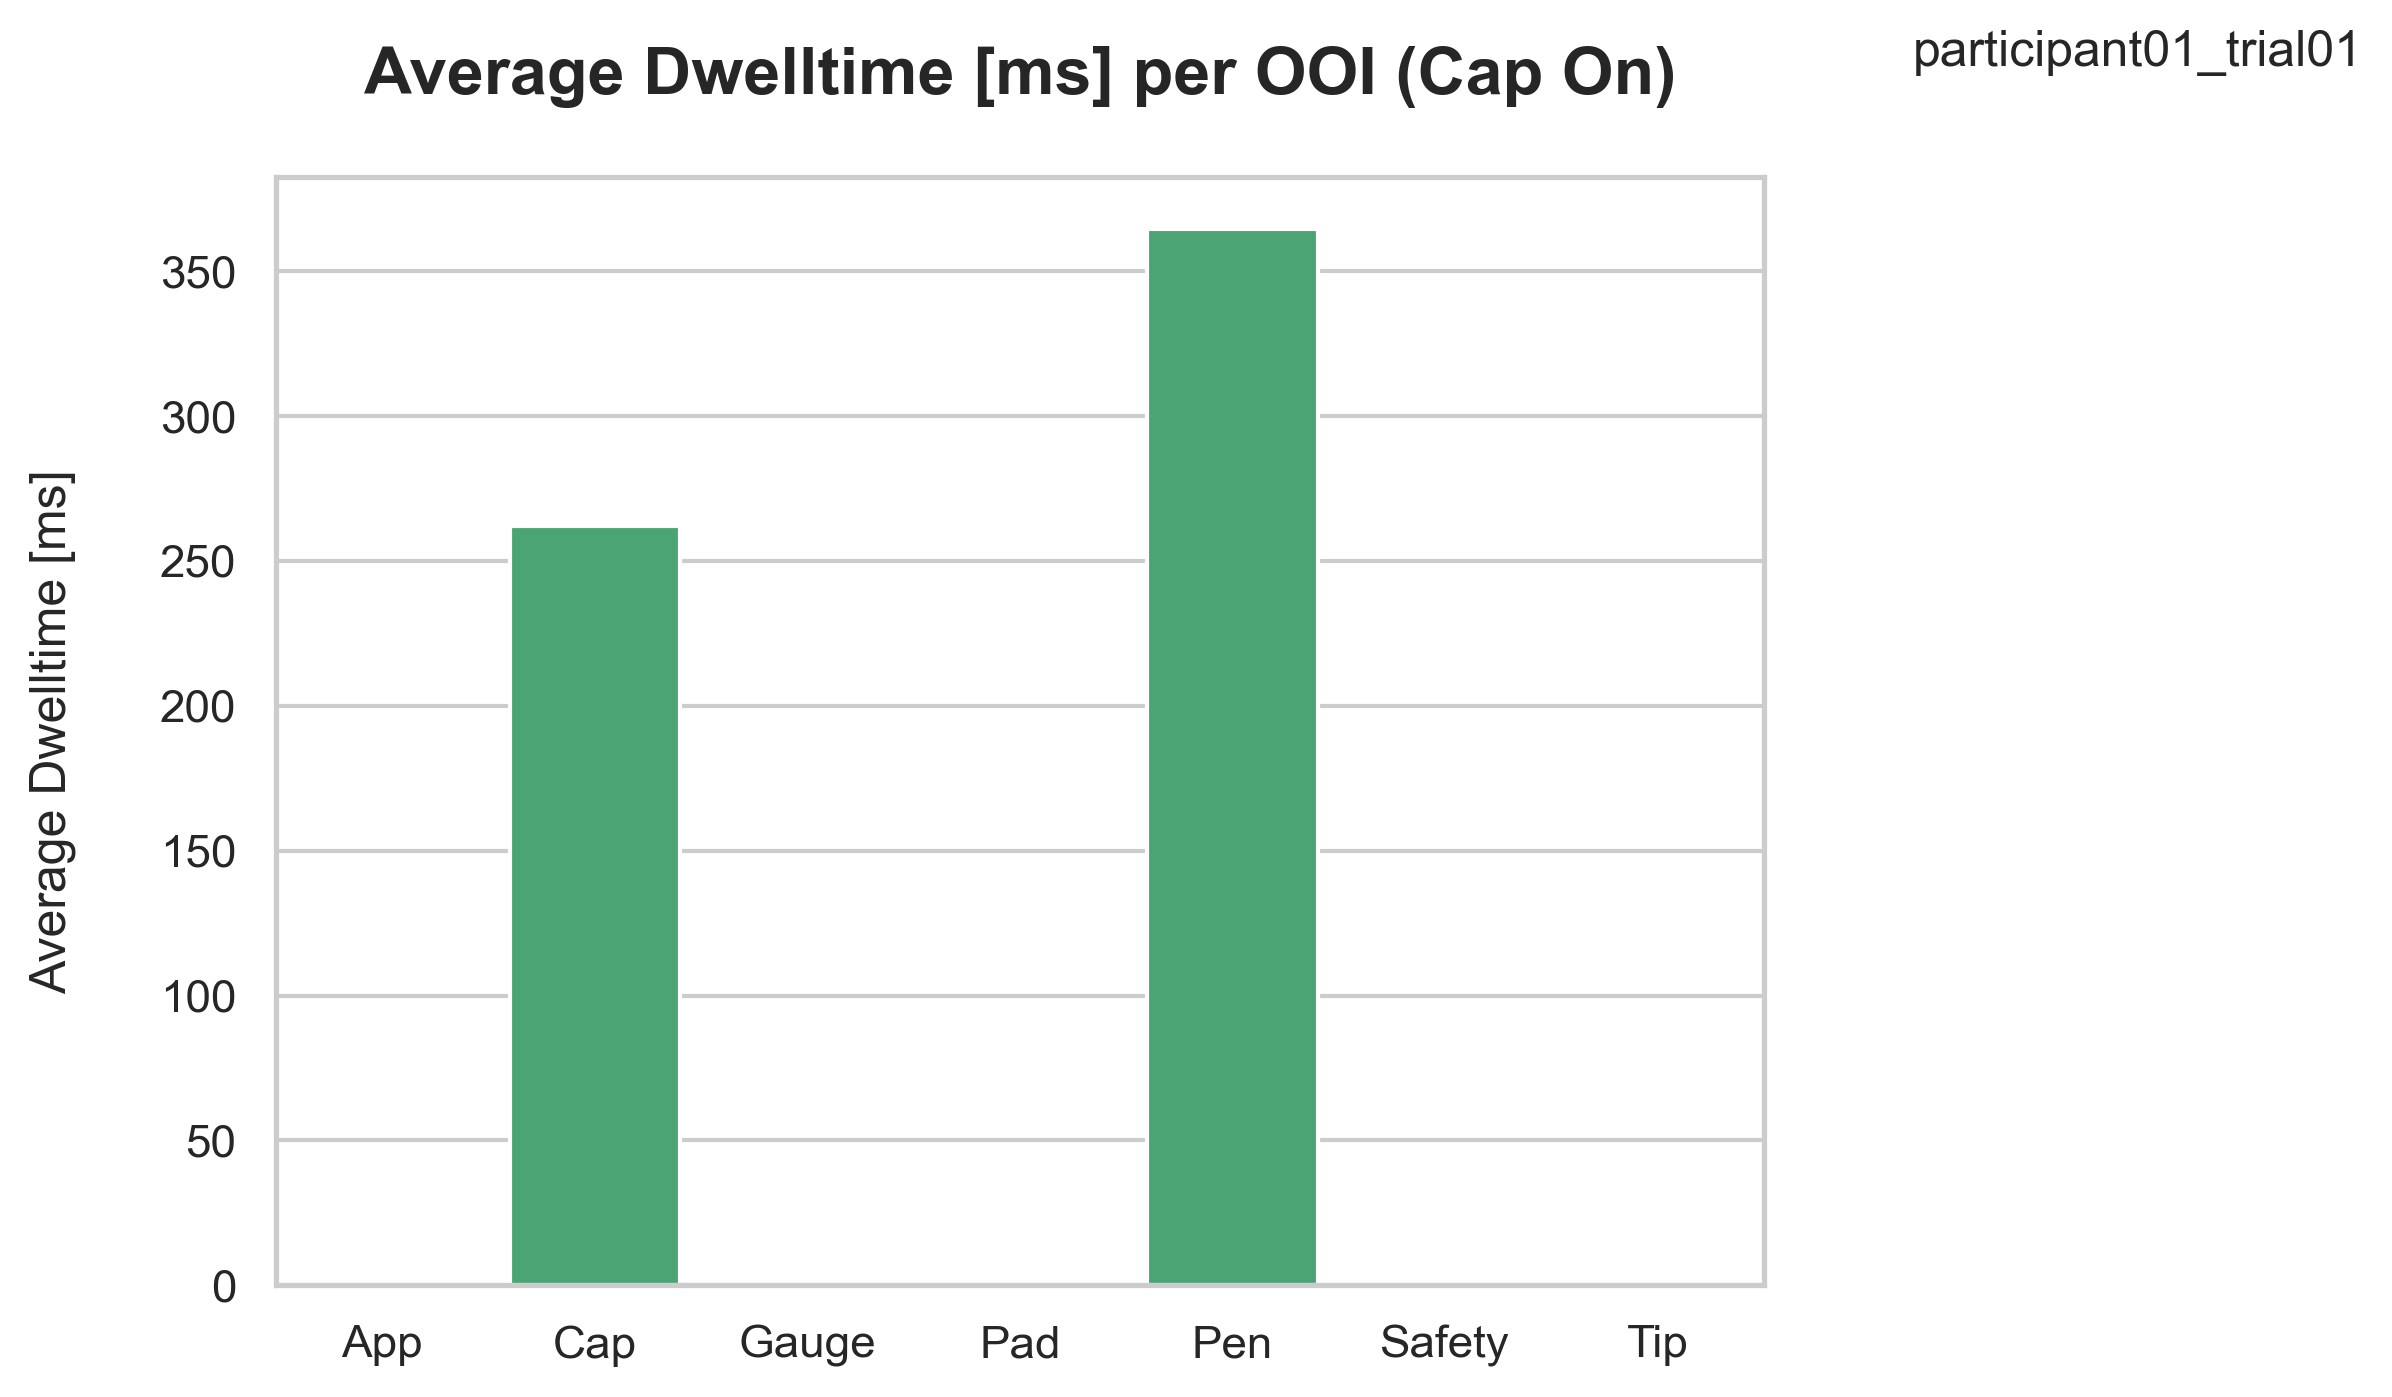 Average Dwelltime [ms] per OOI (Cap On)
participant01_trial01
Average Dwelltime [ms]
350
300
250
200
150
100
50
0
App Cap Gauge Pad Pen Safety Tip